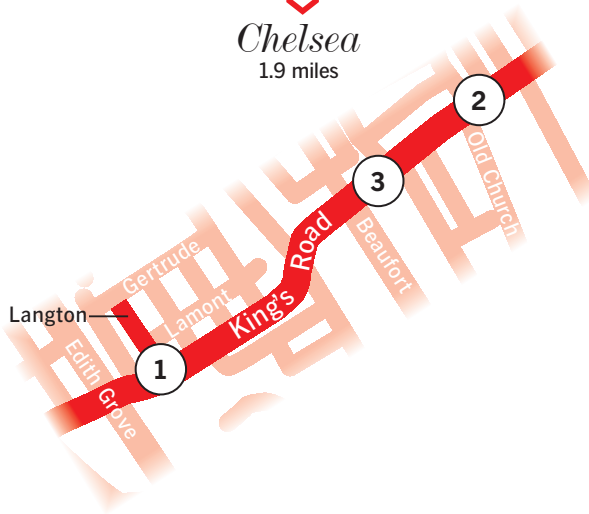 Chelsea
1.9 miles
2
Old Church
3
Beaufort
King's Road
Gertrude
Lamont
Langton
1
Edith Grove